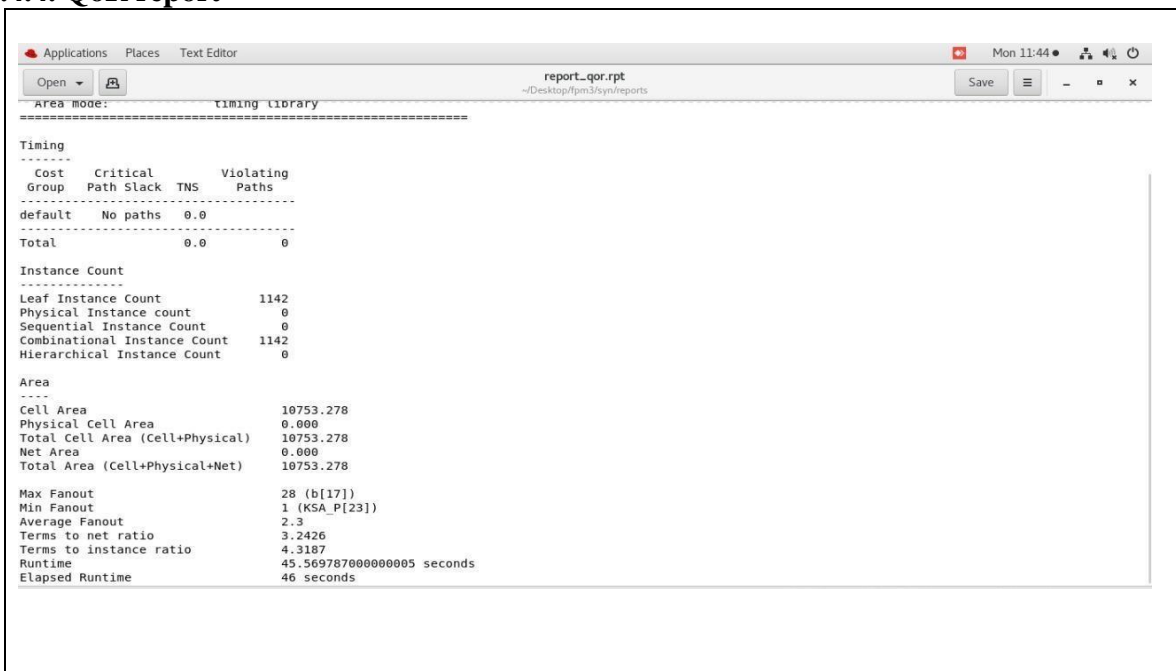 Applications Places Text Editor Mon 11:44
Open report_qor.rpt Save
~/Desktop/fpm3/syn/reports
Area mode: timing library
============================================================
Timing
-------
Cost Critical Violating
Group Path Slack TNS Paths
-------------------------------------
default No paths 0.0
-------------------------------------
Total 0.0 0
Instance Count
--------------
Leaf Instance Count 1142
Physical Instance count 0
Sequential Instance Count 0
Combinational Instance Count 1142
Hierarchical Instance Count 0
Area
----
Cell Area 10753.278
Physical Cell Area 0.000
Total Cell Area (Cell+Physical) 10753.278
Net Area 0.000
Total Area (Cell+Physical+Net) 10753.278
Max Fanout 28 (b[17])
Min Fanout 1 (KSA_P[23])
Average Fanout 2.3
Terms to net ratio 3.2426
Terms to instance ratio 4.3187
Runtime 45.569787000000005 seconds
Elapsed Runtime 46 seconds